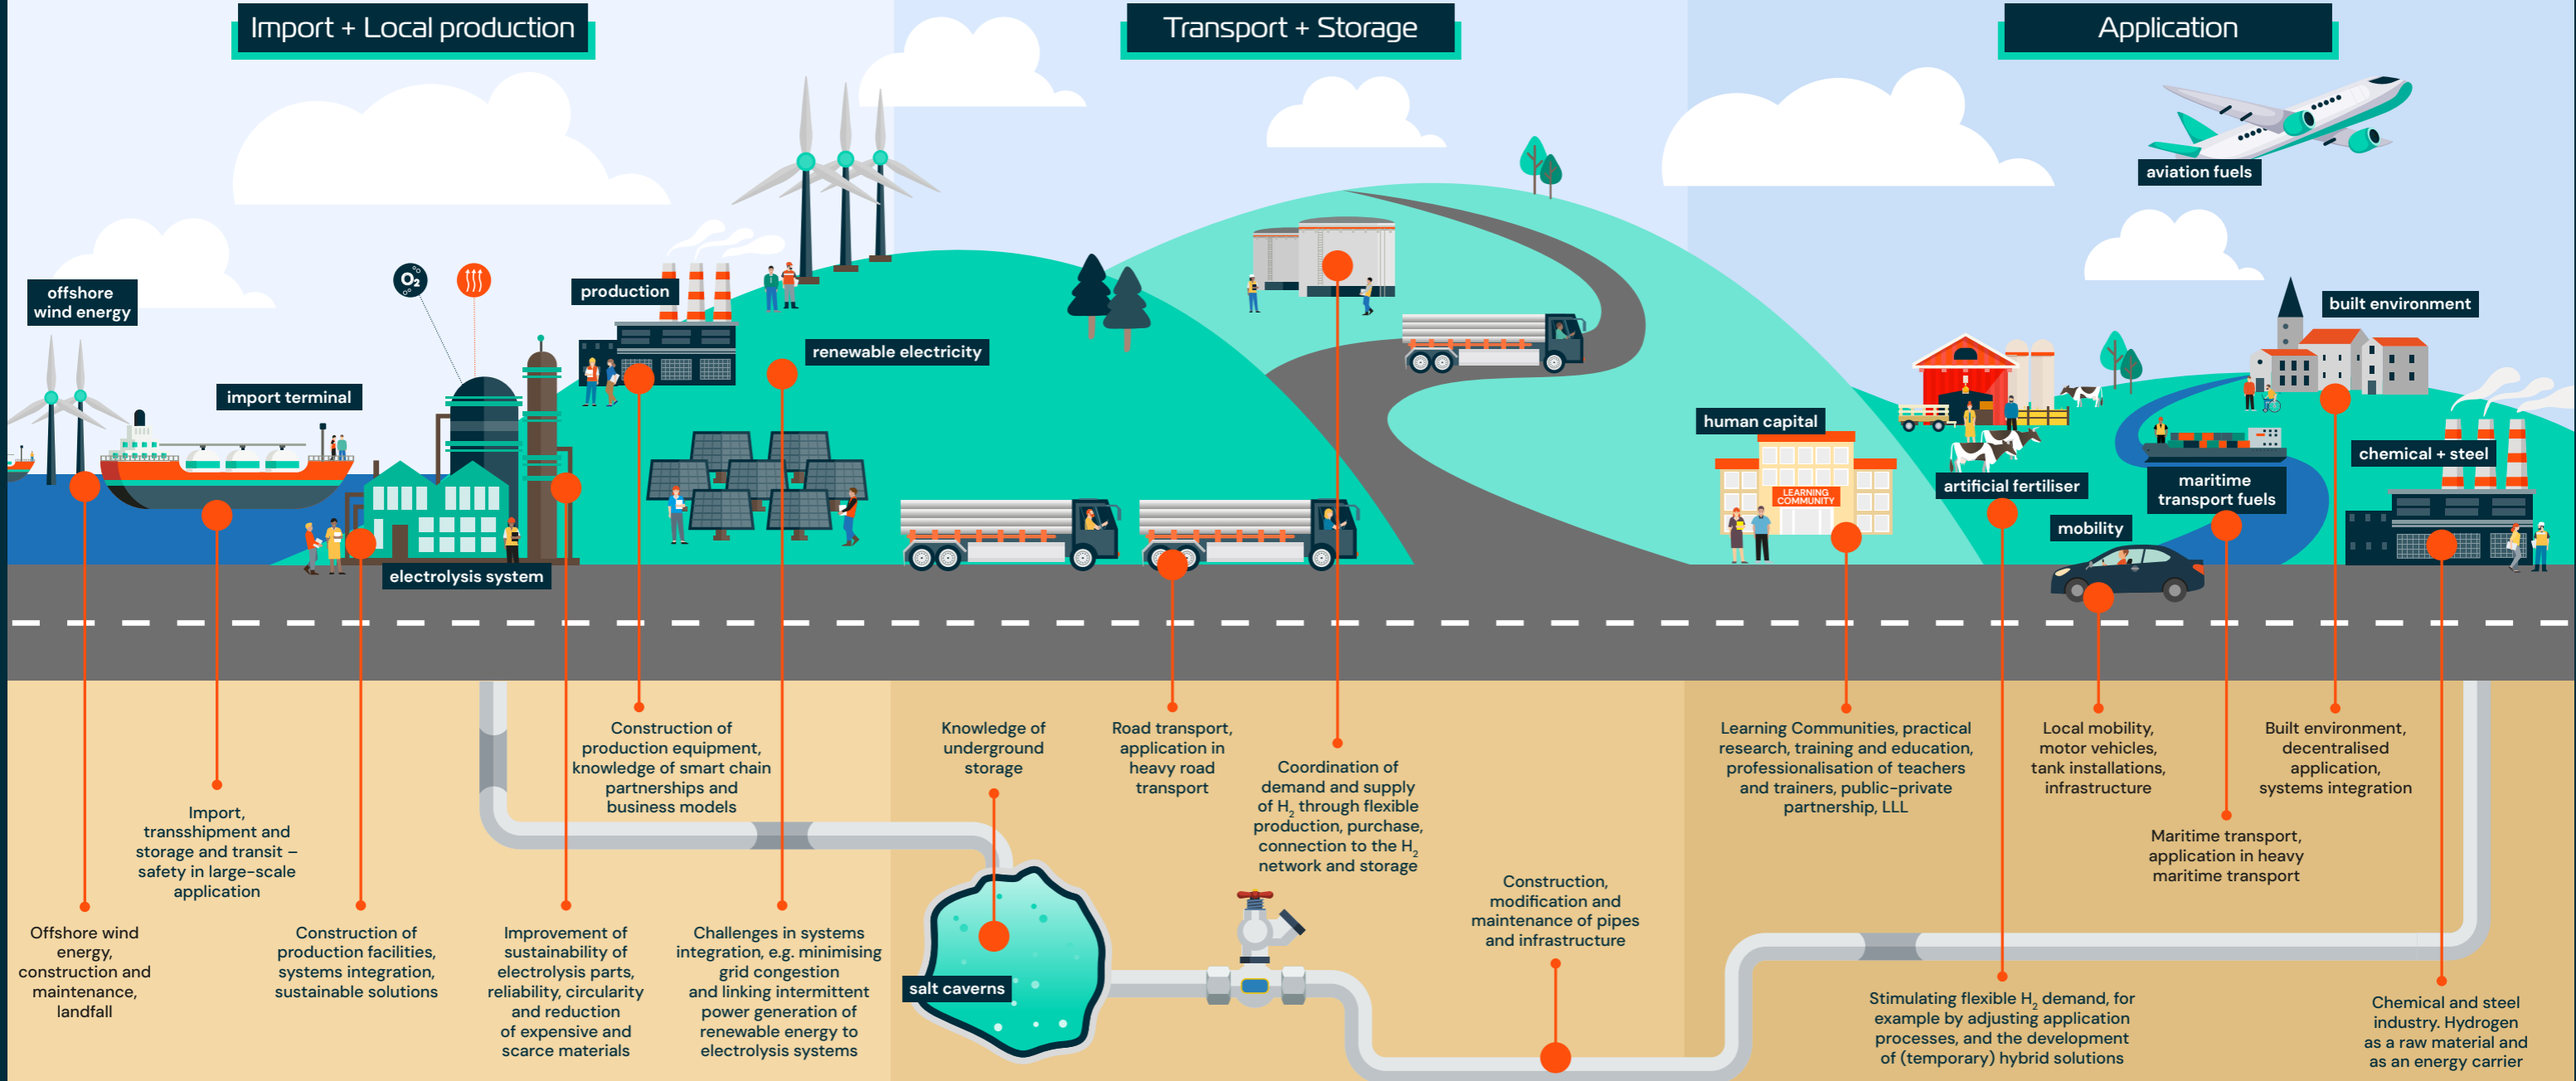 Import + Local production
Transport + Storage
Application
aviation fuels
offshore
wind energy
O₂
production
renewable electricity
import terminal
electrolysis system
human capital
LEARNING
COMMUNITY
artificial fertiliser
built environment
chemical + steel
maritime
transport fuels
mobility
Offshore wind
energy,
construction and
maintenance,
landfall
Import,
transshipment and
storage and transit –
safety in large-scale
application
Construction of
production facilities,
systems integration,
sustainable solutions
Improvement of
sustainability of
electrolysis parts,
reliability, circularity
and reduction
of expensive and
scarce materials
Construction of
production equipment,
knowledge of smart chain
partnerships and
business models
Challenges in systems
integration, e.g. minimising
grid congestion
and linking intermittent
power generation of
renewable energy to
electrolysis systems
Knowledge of
underground
storage
salt caverns
Road transport,
application in
heavy road
transport
Coordination of
demand and supply
of H₂ through flexible
production, purchase,
connection to the H₂
network and storage
Construction,
modification and
maintenance of pipes
and infrastructure
Learning Communities, practical
research, training and education,
professionalisation of teachers
and trainers, public-private
partnership, LLL
Stimulating flexible H₂ demand, for
example by adjusting application
processes, and the development
of (temporary) hybrid solutions
Local mobility,
motor vehicles,
tank installations,
infrastructure
Maritime transport,
application in heavy
maritime transport
Built environment,
decentralised
application,
systems integration
Chemical and steel
industry. Hydrogen
as a raw material and
as an energy carrier